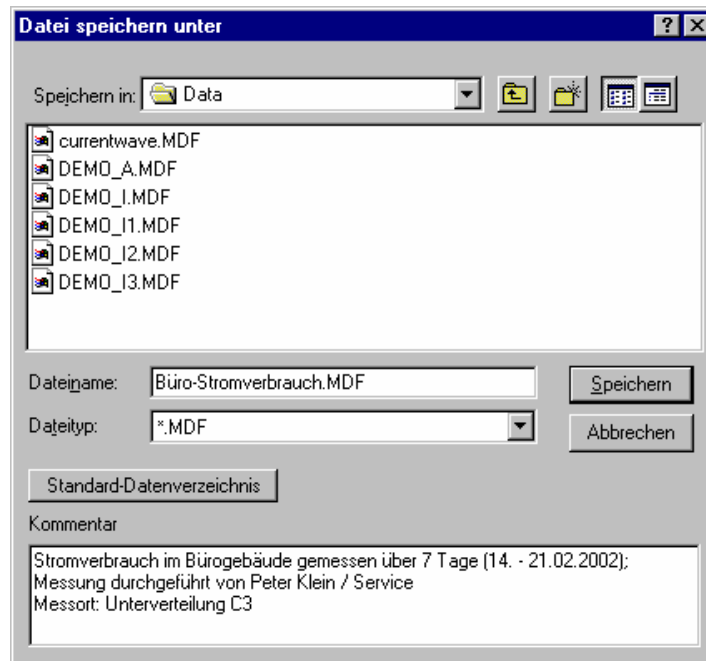 Datei speichern unter
Speichern in: Data
currentwave.MDF
DEMO_A.MDF
DEMO_I.MDF
DEMO_I1.MDF
DEMO_I2.MDF
DEMO_I3.MDF
Dateiname: Büro-Stromverbrauch.MDF Speichern
Dateityp: *.MDF Abbrechen
Standard-Datenverzeichnis
Kommentar
Stromverbrauch im Bürogebäude gemessen über 7 Tage (14. - 21.02.2002);
Messung durchgeführt von Peter Klein / Service
Messort: Unterverteilung C3